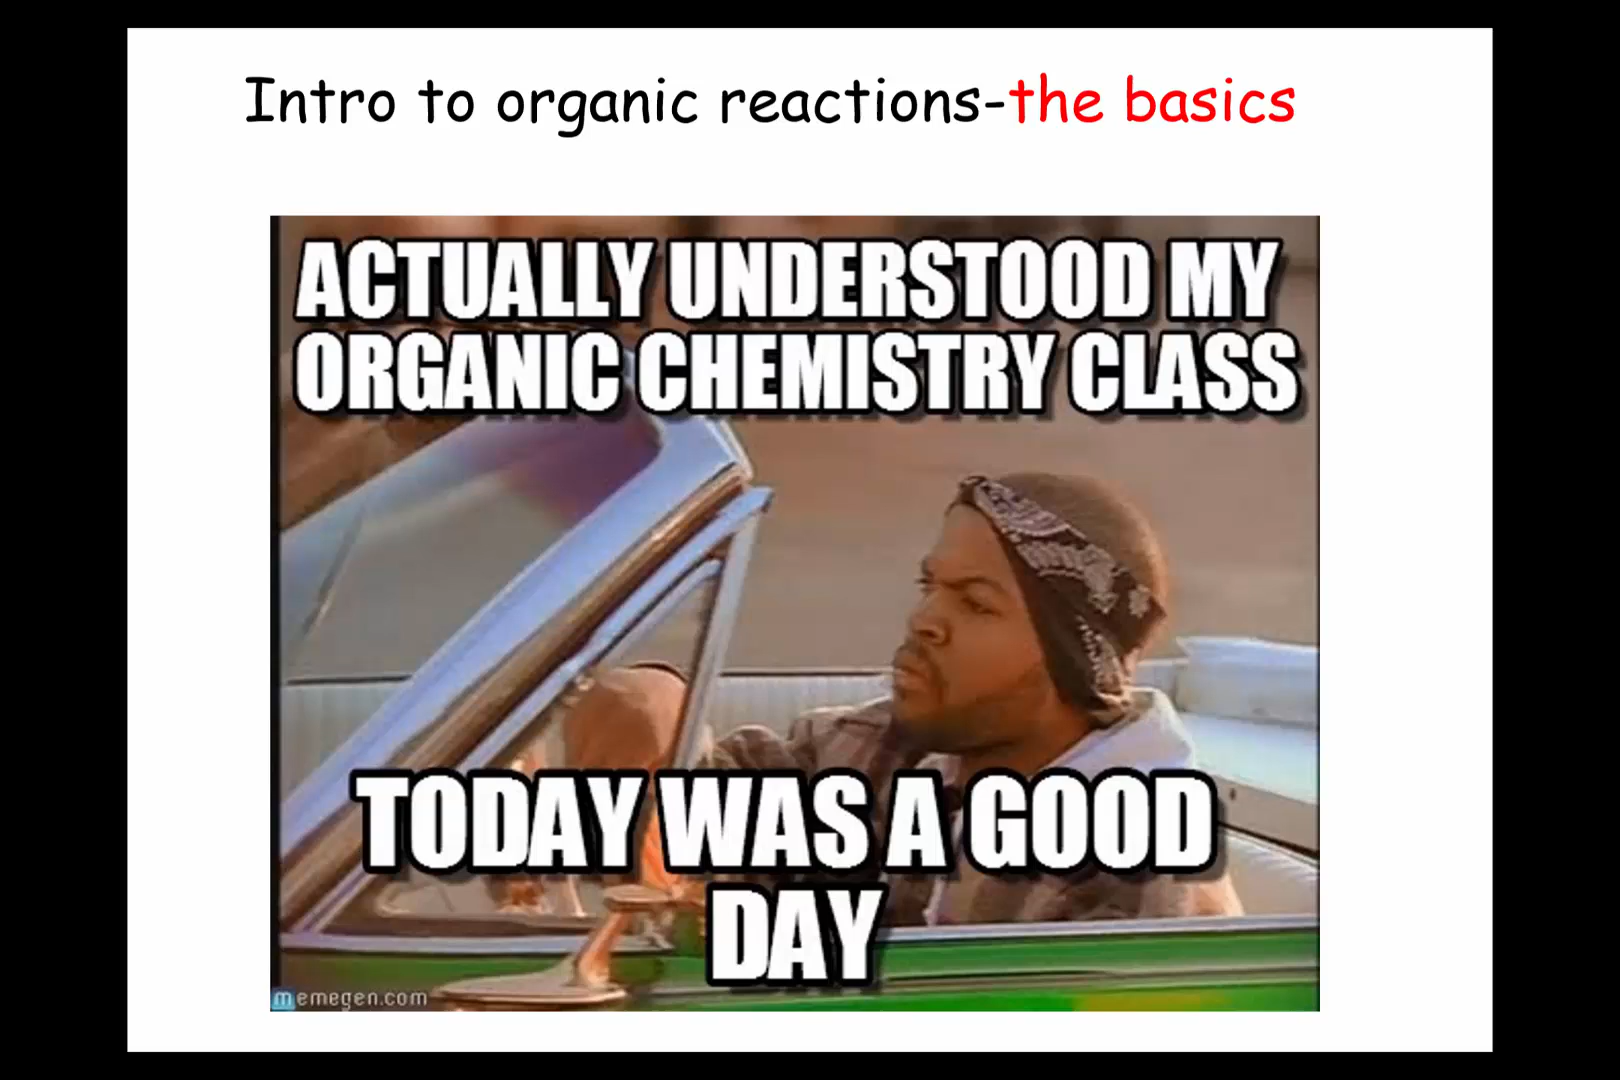 Intro to organic reactions-the basics
ACTUALLY UNDERSTOOD MY
ORGANIC CHEMISTRY CLASS
TODAY WAS A GOOD
DAY
memegen.com